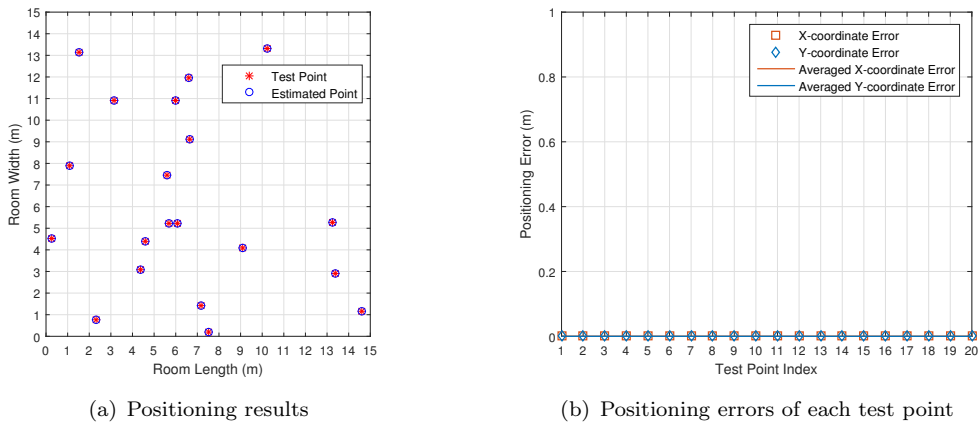 16
15
14
13
12
11
10
9
8
7
6
5
4
3
2
1
0
Room Width (m)
Test Point
Estimated Point
0 1 2 3 4 5 6 7 8 9 10 11 12 13 14 15
Room Length (m)
(a) Positioning results
1
0.8
0.6
0.4
0.2
0
Positioning Error (m)
X-coordinate Error
Y-coordinate Error
Averaged X-coordinate Error
Averaged Y-coordinate Error
1 2 3 4 5 6 7 8 9 10 11 12 13 14 15 16 17 18 19 20
Test Point Index
(b) Positioning errors of each test point